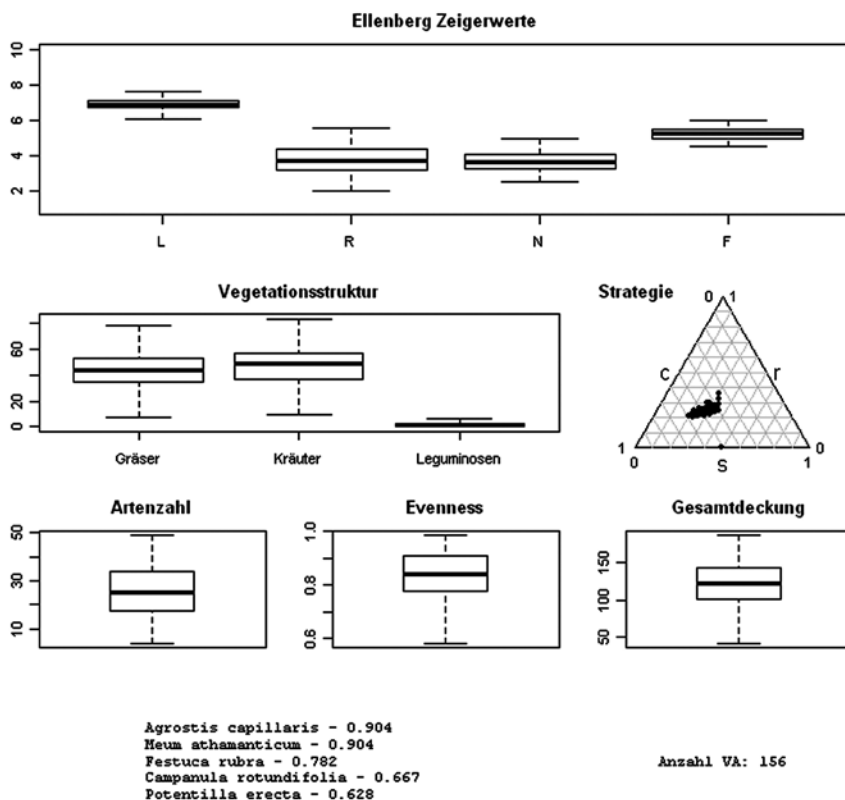 Ellenberg Zeigerwerte
10
8
6
4
2
L R N F
Vegetationsstruktur
60
20
0
Gräser Kräuter Leguminosen
Strategie
0 1
c r
1 0
0 S 1
Artenzahl
50
30
10
Evenness
1.0
0.8
0.6
Gesamtdeckung
150
100
50
Agrostis capillaris - 0.904
Meum athamanticum - 0.904
Festuca rubra - 0.782
Campanula rotundifolia - 0.667
Potentilla erecta - 0.628
Anzahl VA: 156